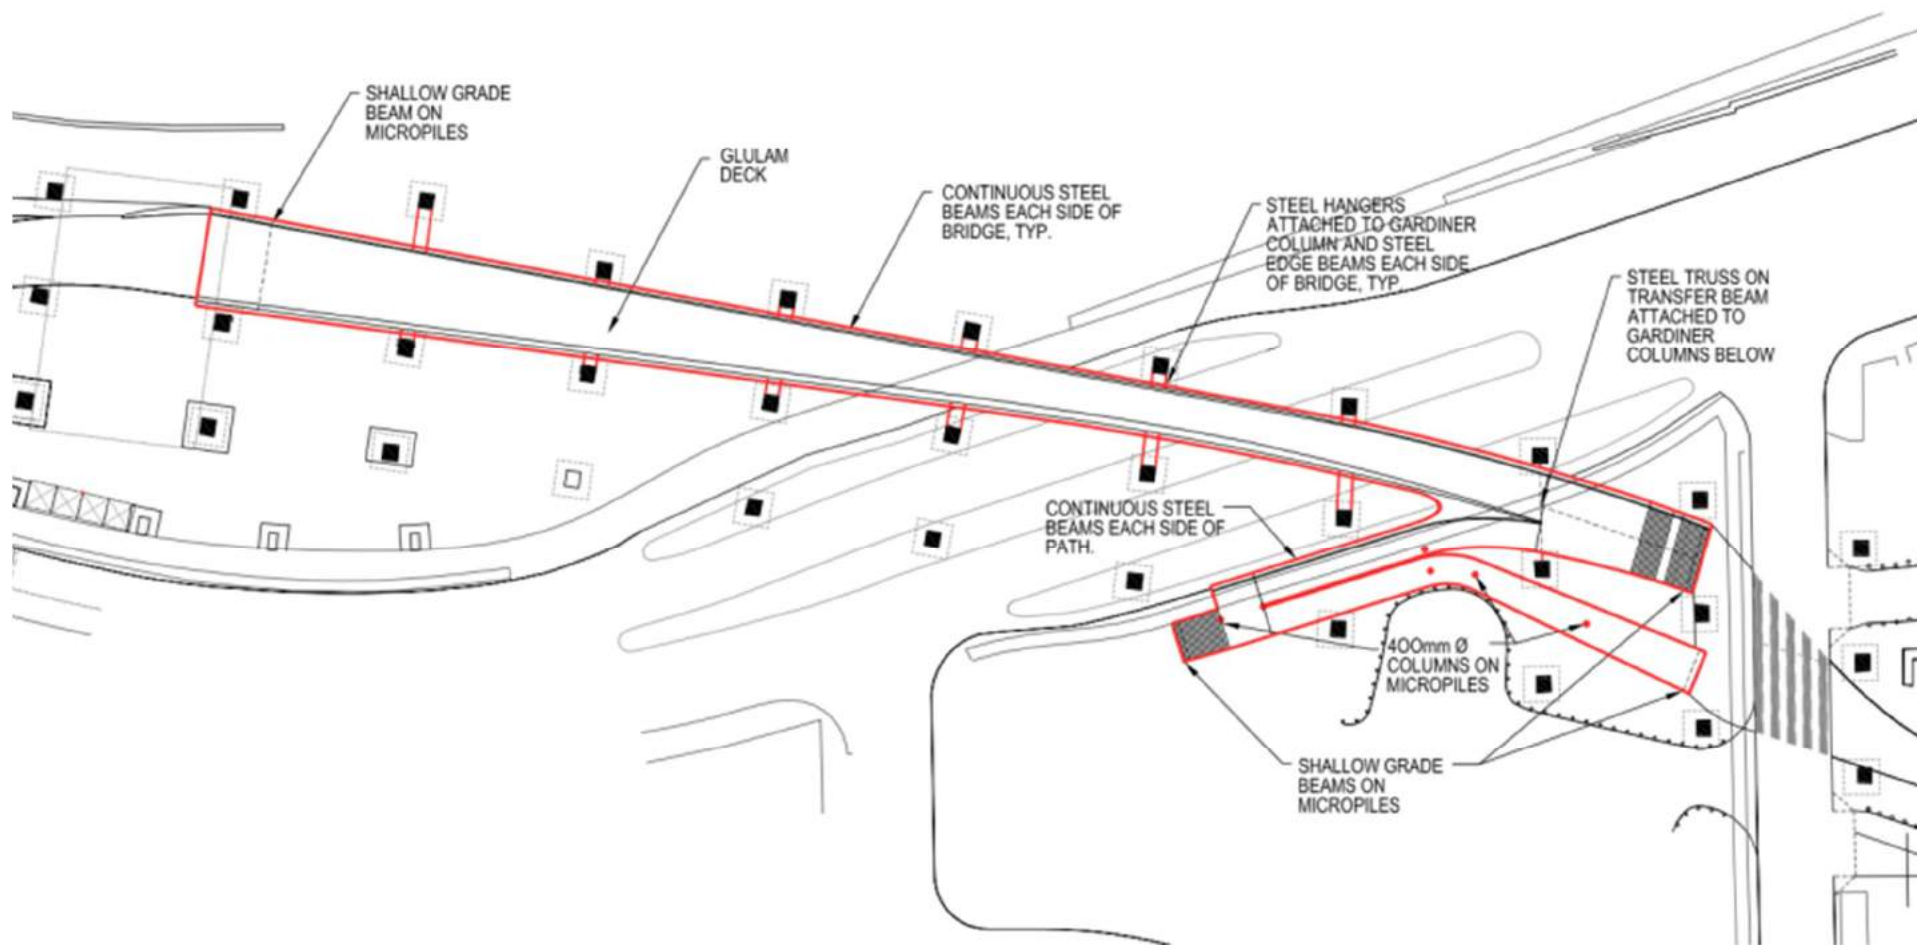 SHALLOW GRADE
BEAM ON
MICROPILES
GLULAM
DECK
CONTINUOUS STEEL
BEAMS EACH SIDE OF
BRIDGE, TYP.
STEEL HANGERS
ATTACHED TO GARDINER
COLUMN AND STEEL
EDGE BEAMS EACH SIDE
OF BRIDGE, TYP.
STEEL TRUSS ON
TRANSFER BEAM
ATTACHED TO
GARDINER
COLUMNS BELOW
CONTINUOUS STEEL
BEAMS EACH SIDE OF
PATH.
400mm Ø
COLUMNS ON
MICROPILES
SHALLOW GRADE
BEAMS ON
MICROPILES